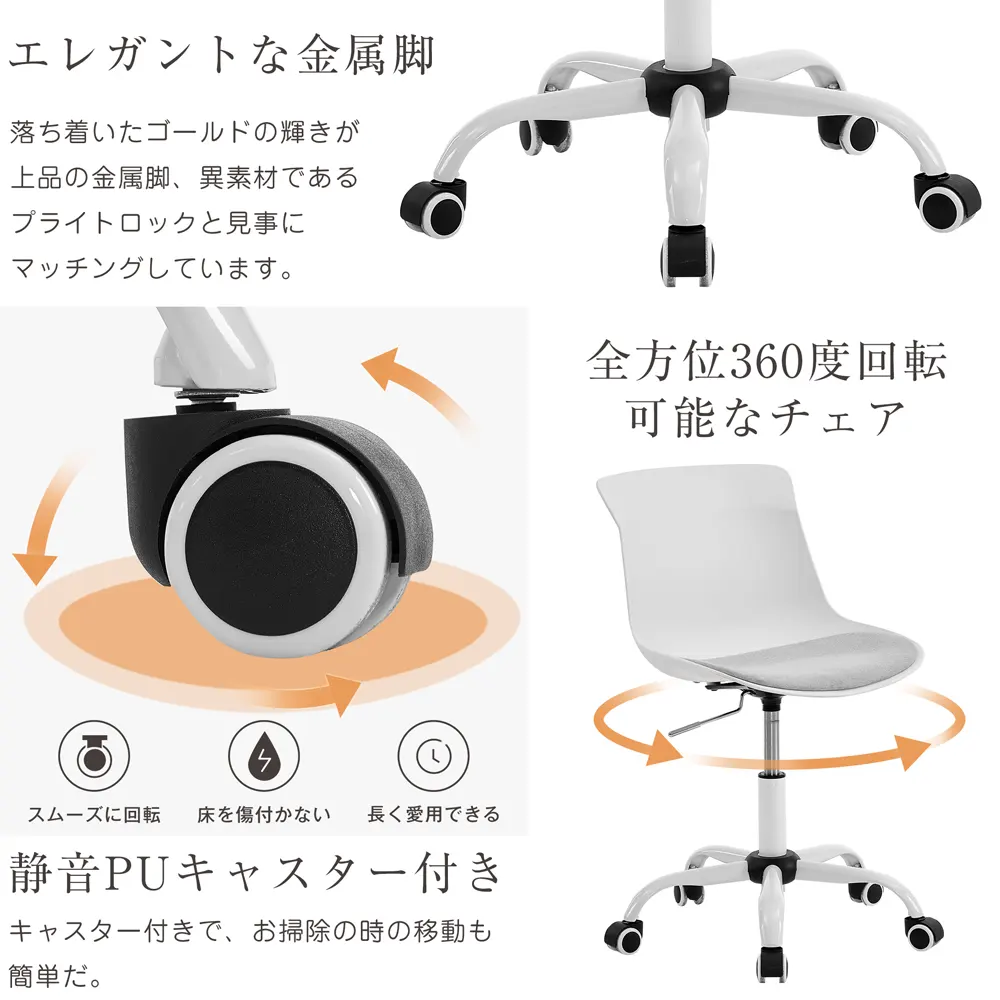 エレガントな金属脚
落ち着いたゴールドの輝きが
上品の金属脚、異素材である
プライトロックと見事に
マッチングしています。
全方位360度回転
可能なチェア
スムーズに回転
床を傷付かない
長く愛用できる
静音PUキャスター付き
キャスター付きで、お掃除の時の移動も
簡単だ。